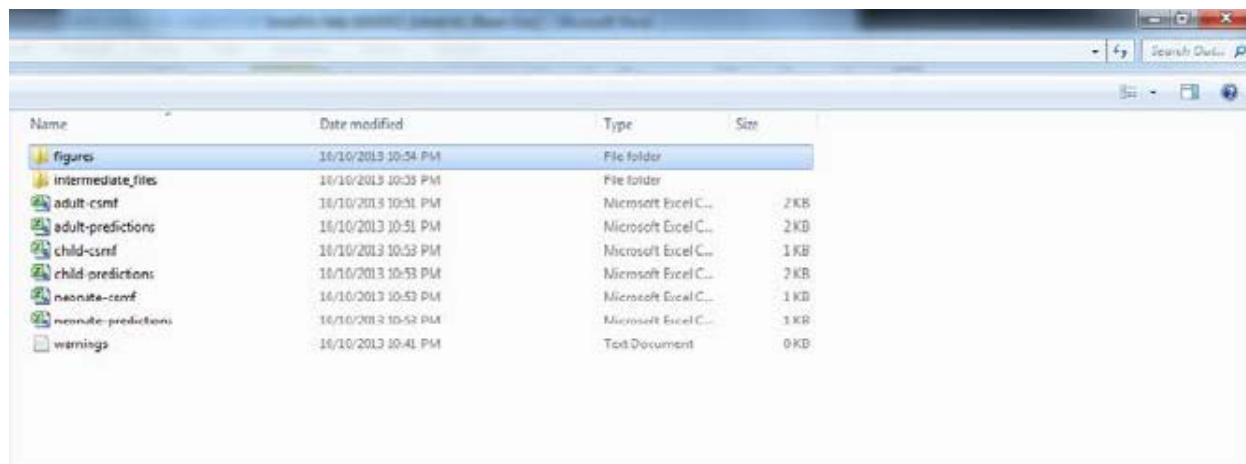 Search Dat...
Name Date modified Type Size
figures 10/10/2013 10:54 PM File folder
intermediate_files 10/10/2013 10:53 PM File folder
adult-csmf 10/10/2013 10:51 PM Microsoft Excel C... 2 KB
adult-predictions 10/10/2013 10:51 PM Microsoft Excel C... 2 KB
child-csmf 10/10/2013 10:53 PM Microsoft Excel C... 1 KB
child-predictions 10/10/2013 10:53 PM Microsoft Excel C... 2 KB
neonate-csmf 10/10/2013 10:53 PM Microsoft Excel C... 1 KB
neonate-predictions 10/10/2013 10:53 PM Microsoft Excel C... 1 KB
warnings 10/10/2013 10:41 PM Text Document 0 KB